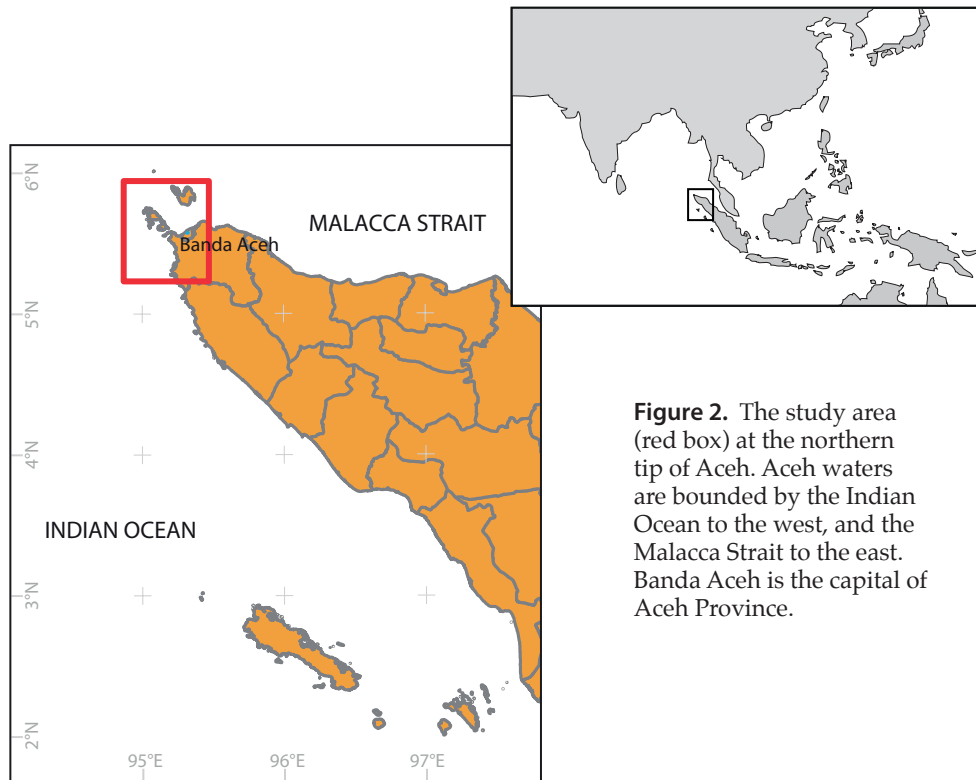 6°N
MALACCA STRAIT
Banda Aceh
5°N
4°N
INDIAN OCEAN
3°N
2°N
95°E
96°E
97°E
Figure 2. The study area
(red box) at the northern
tip of Aceh. Aceh waters
are bounded by the Indian
Ocean to the west, and the
Malacca Strait to the east.
Banda Aceh is the capital of
Aceh Province.